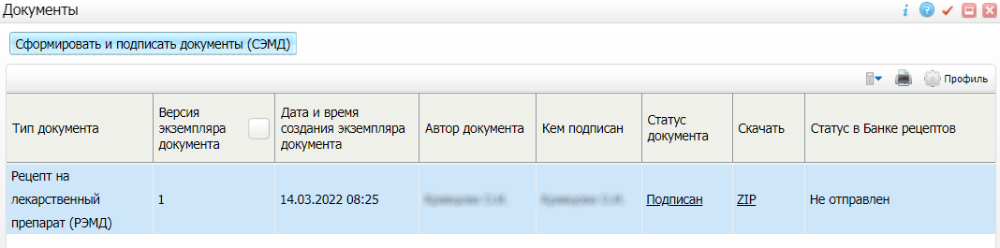 Документы
Сформировать и подписать документы (СЭМД)
Профиль
Тип документа
Версия
экземпляра
документа
Дата и время
создания экземпляра
документа
Автор документа
Кем подписан
Статус
документа
Скачать
Статус в Банке рецептов
Рецепт на
лекарственный
препарат (РЭМД)
1
14.03.2022 08:25
Подписан
ZIP
Не отправлен